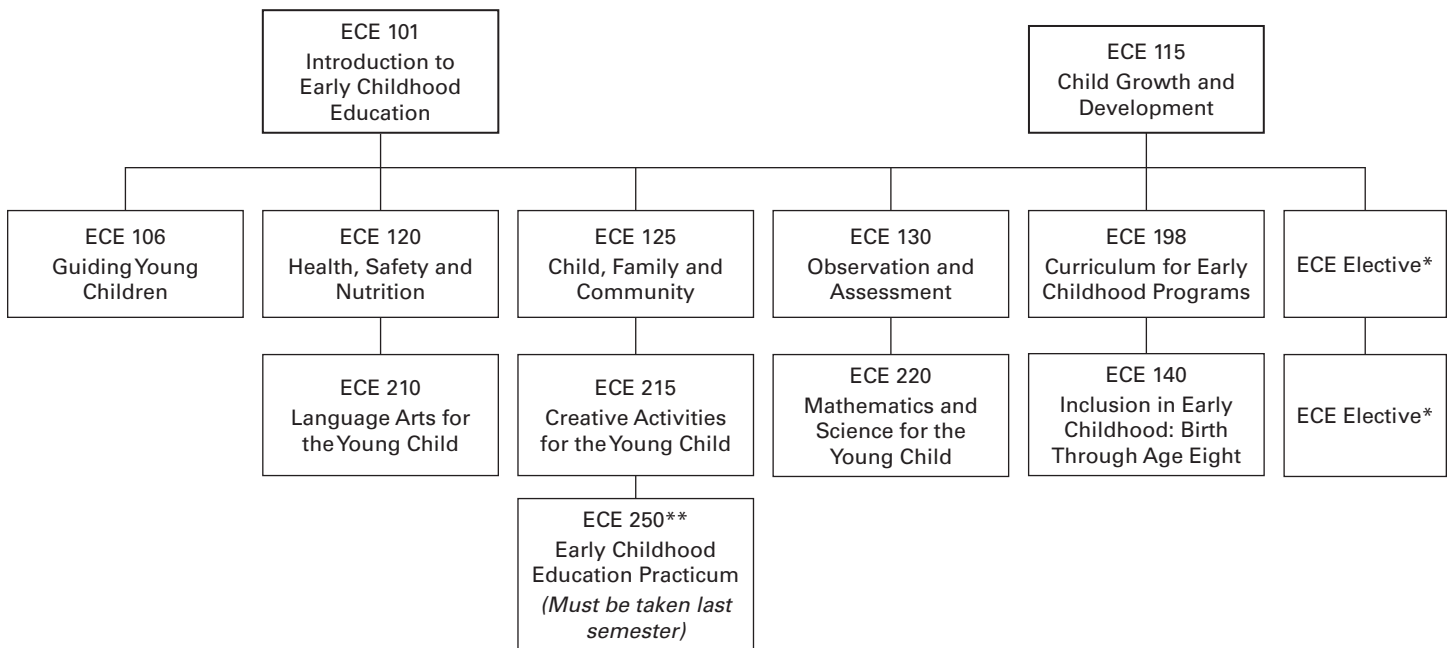 ECE 101
Introduction to
Early Childhood
Education
ECE 115
Child Growth and
Development
ECE 106
Guiding Young
Children
ECE 120
Health, Safety and
Nutrition
ECE 125
Child, Family and
Community
ECE 130
Observation and
Assessment
ECE 198
Curriculum for Early
Childhood Programs
ECE Elective*
ECE 210
Language Arts for
the Young Child
ECE 215
Creative Activities
for the Young Child
ECE 220
Mathematics and
Science for the
Young Child
ECE 140
Inclusion in Early
Childhood: Birth
Through Age Eight
ECE Elective*
ECE 250**
Early Childhood
Education Practicum
(Must be taken last
semester)